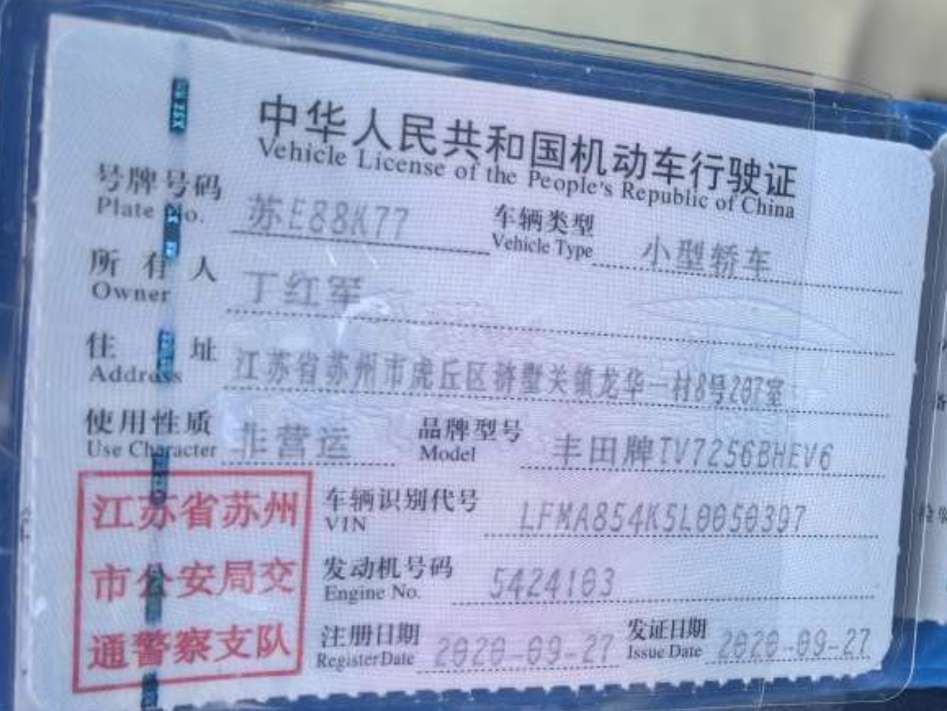 中华人民共和国机动车行驶证
Vehicle License of the People's Republic of China
号牌号码 苏E88K77 车辆类型 小型轿车
Plate No. Vehicle Type
所有人 丁红军
Owner
住址 江苏省苏州市虎丘区浒墅关镇龙华一村8号207室
Address
使用性质 非营运 品牌型号 丰田牌TV7256BHEV6
Use Character Model
江苏省苏州
市公安局交
通警察支队
车辆识别代号 LFMA854K5L0050397
VIN
发动机号码 5424103
Engine No.
注册日期 2020-09-27 发证日期 2020-09-27
Register Date Issue Date